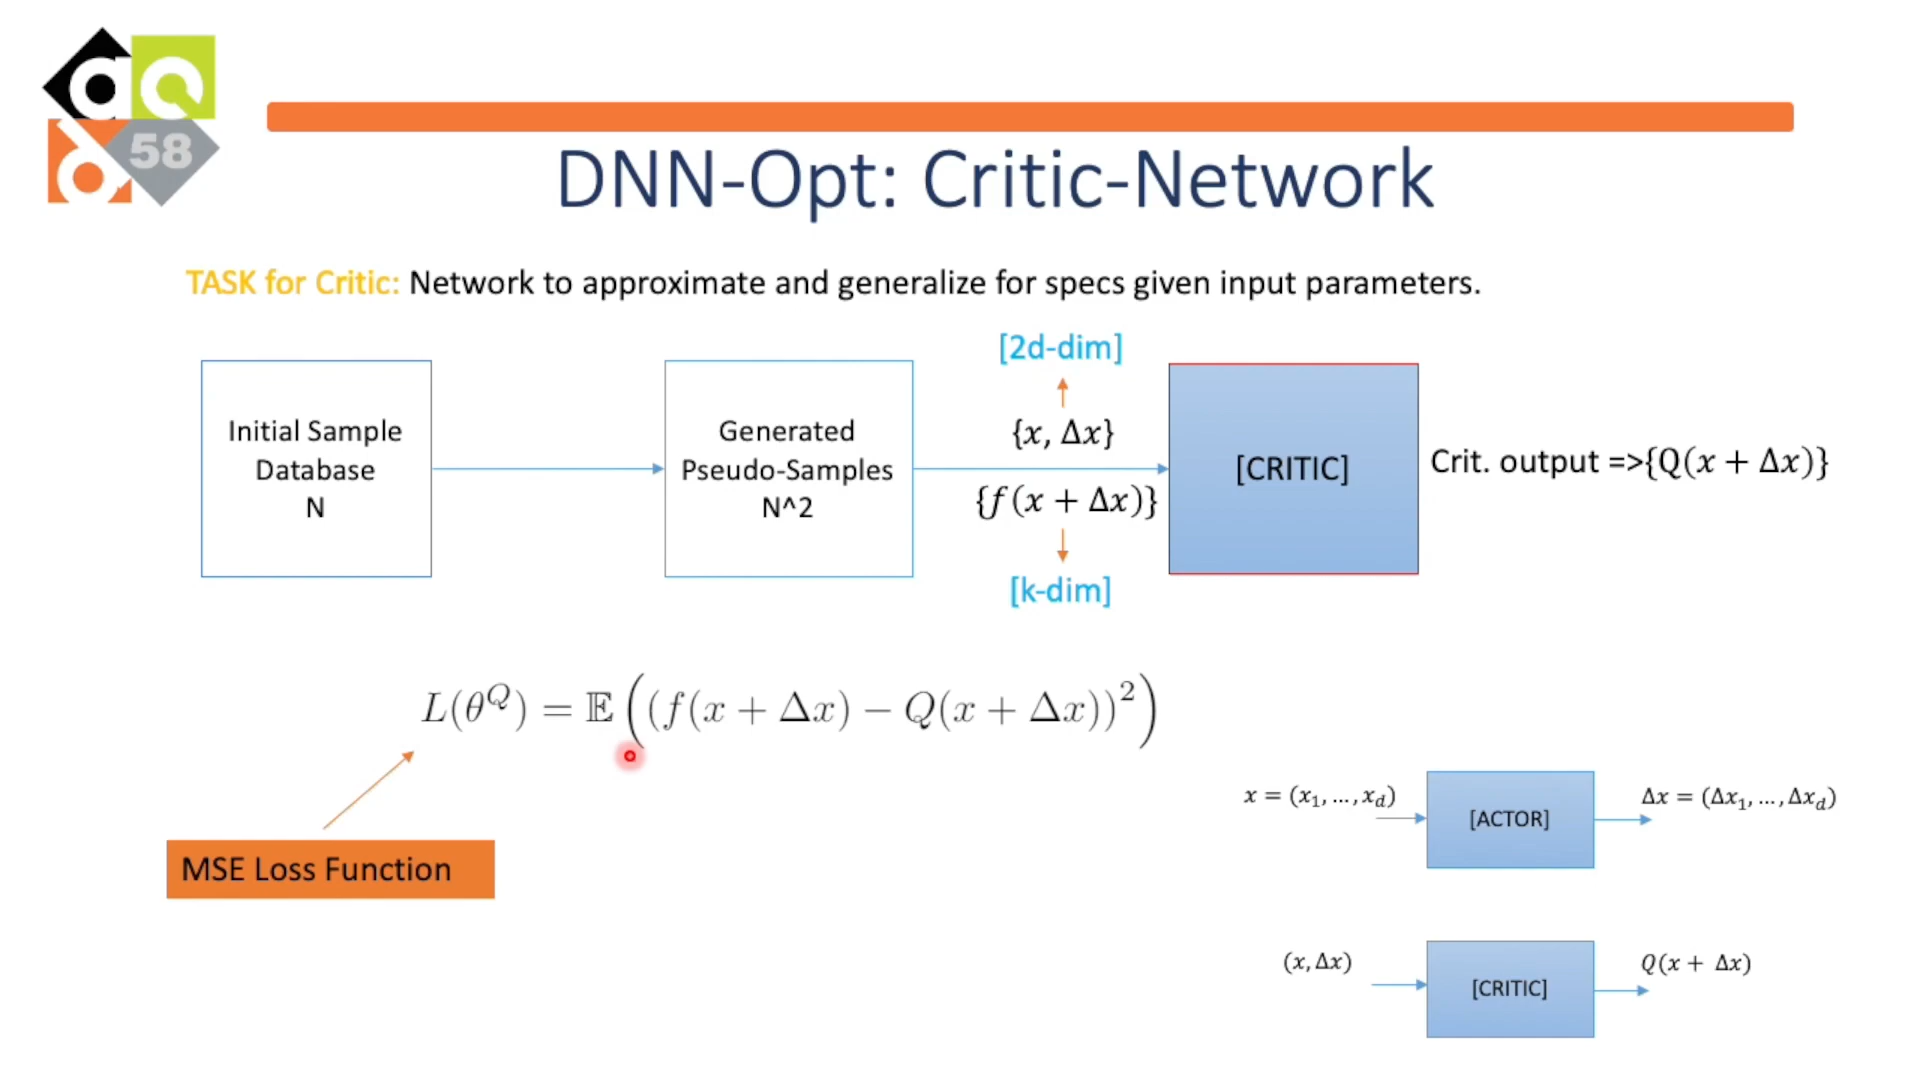 58
DNN-Opt: Critic-Network
TASK for Critic: Network to approximate and generalize for specs given input parameters.
Initial Sample
Database
N
Generated
Pseudo-Samples
N^2
[2d-dim]
{x, Δx}
{f(x + Δx)}
[k-dim]
[CRITIC]
Crit. output =>{Q(x + Δx)}
L(θ^Q) = 𝔼((f(x + Δx) − Q(x + Δx))²)
MSE Loss Function
x = (x₁, ..., x_d)
[ACTOR]
Δx = (Δx₁, ..., Δx_d)
(x, Δx)
[CRITIC]
Q(x + Δx)